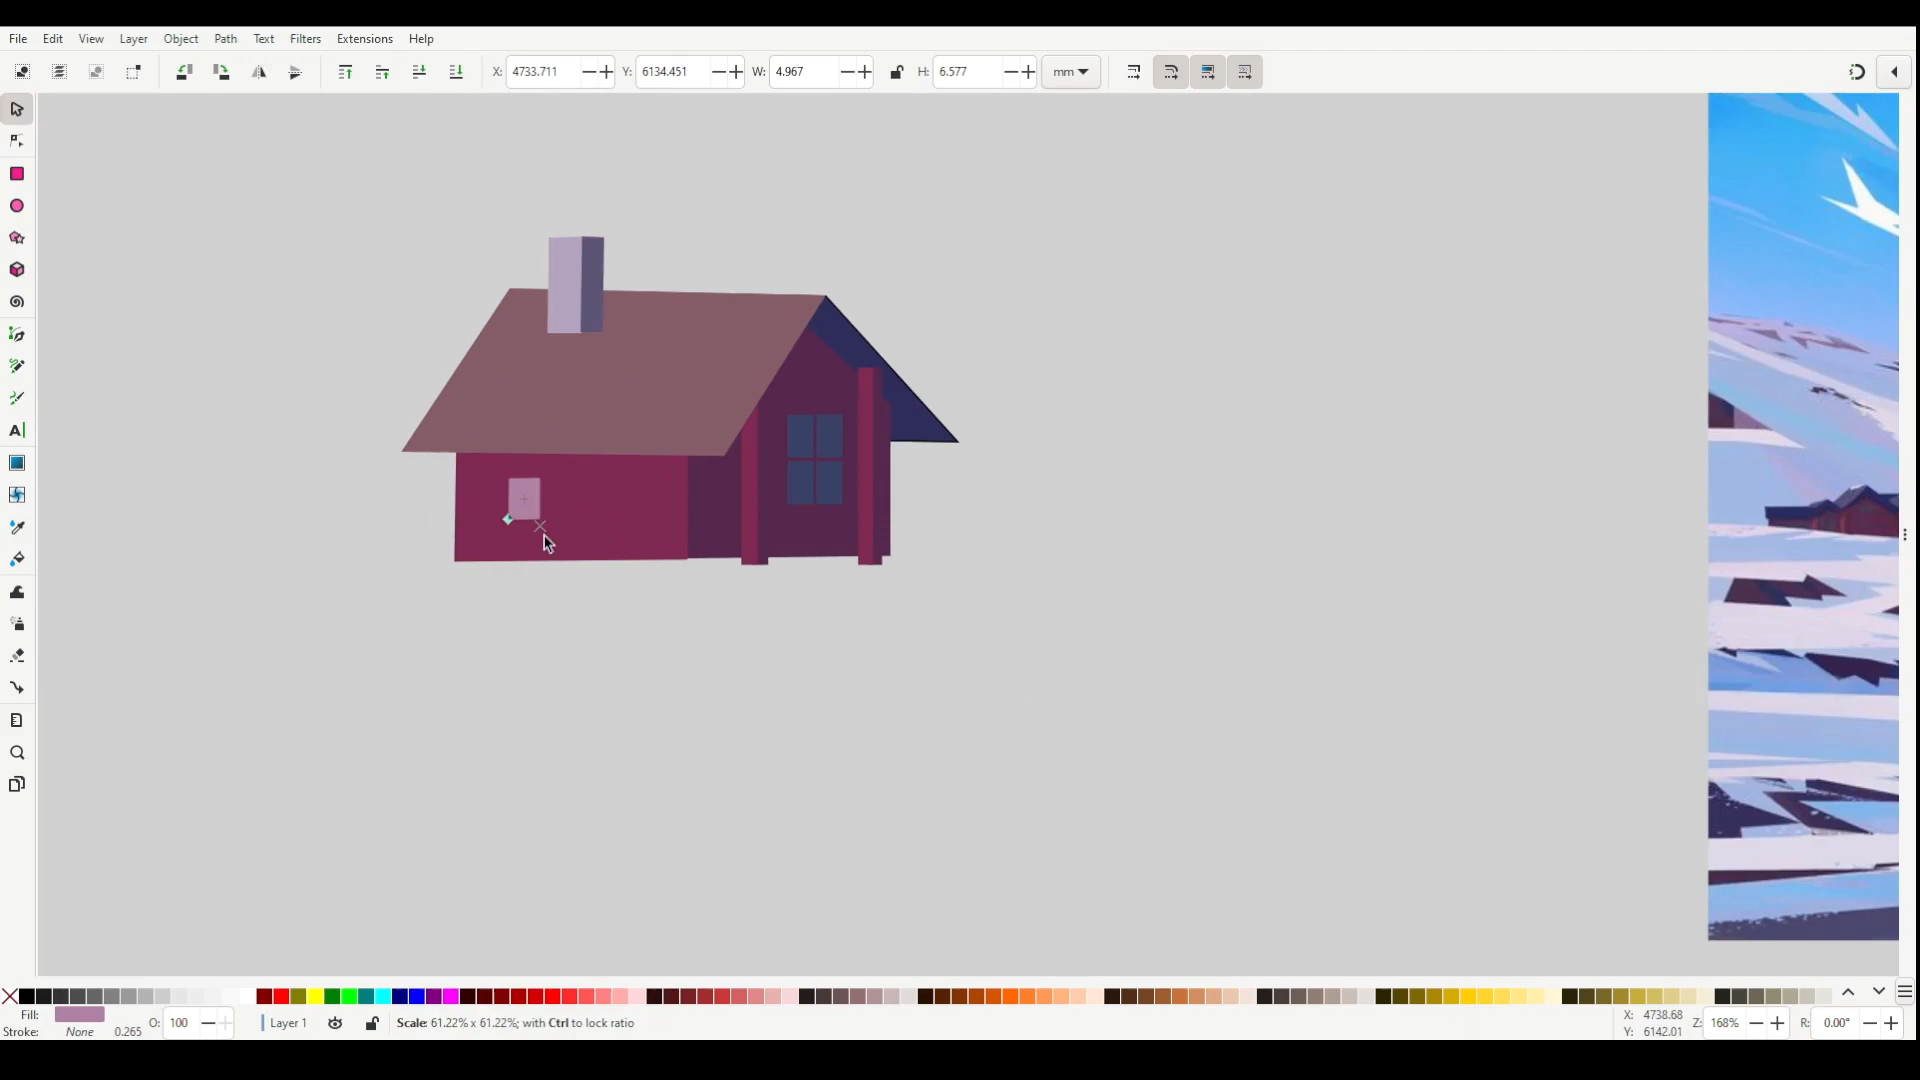 File Edit View Layer Object Path Text Filters Extensions Help
X: 4733.711 Y: 6134.451 W: 4.967 H: 6.577 mm
Fill: O: 100 Layer 1 Scale: 61.22% x 61.22%; with Ctrl to lock ratio X: 4738.68 Z: 168% R: 0.00°
Stroke: None 0.265 Y: 6142.01